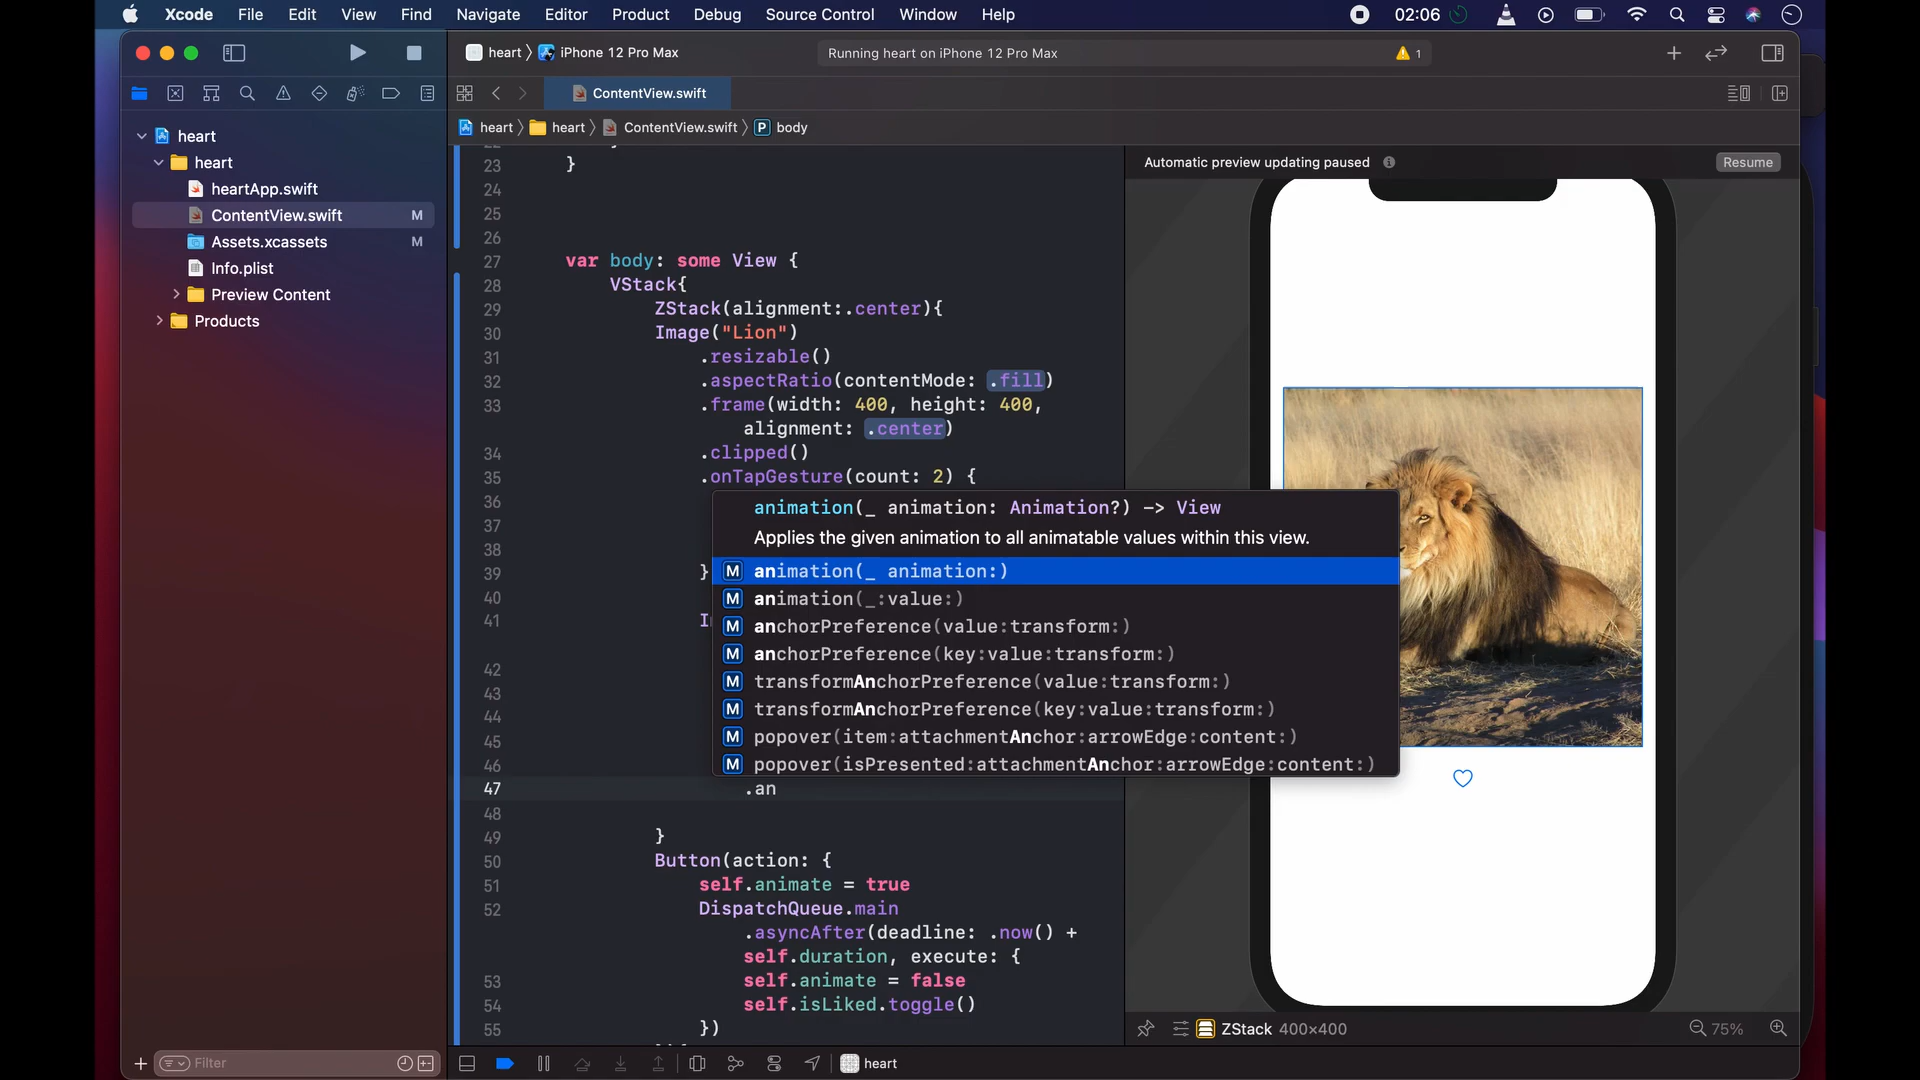 Xcode File Edit View Find Navigate Editor Product Debug Source Control Window Help 02:06
heart iPhone 12 Pro Max Running heart on iPhone 12 Pro Max 1
ContentView.swift
heart heart ContentView.swift P body
heart
heart
heartApp.swift
ContentView.swift M
Assets.xcassets M
Info.plist
Preview Content
Products
Filter
23 }
24
25
26
27 var body: some View {
28 VStack{
29 ZStack(alignment:.center){
30 Image("Lion")
31 .resizable()
32 .aspectRatio(contentMode: .fill)
33 .frame(width: 400, height: 400,
alignment: .center)
34 .clipped()
35 .onTapGesture(count: 2) {
36
37
38
39 }
40
41
42
43
44
45
46
47 .an
48
49 }
50 Button(action: {
51 self.animate = true
52 DispatchQueue.main
.asyncAfter(deadline: .now() +
self.duration, execute: {
53 self.animate = false
54 self.isLiked.toggle()
55 })
animation(_ animation: Animation?) -> View
Applies the given animation to all animatable values within this view.
M animation(_ animation:)
M animation(_:value:)
M anchorPreference(value:transform:)
M anchorPreference(key:value:transform:)
M transformAnchorPreference(value:transform:)
M transformAnchorPreference(key:value:transform:)
M popover(item:attachmentAnchor:arrowEdge:content:)
M popover(isPresented:attachmentAnchor:arrowEdge:content:)
Automatic preview updating paused Resume
ZStack 400×400 75%
heart